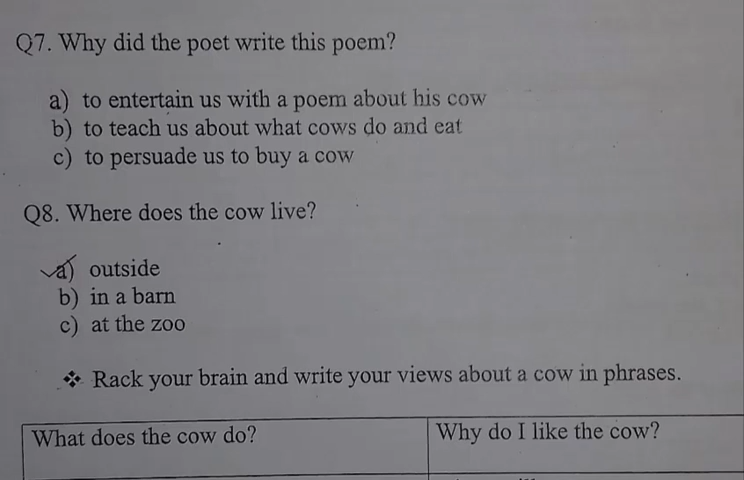 Q7. Why did the poet write this poem?
a) to entertain us with a poem about his cow
b) to teach us about what cows do and eat
c) to persuade us to buy a cow
Q8. Where does the cow live?
a) outside
b) in a barn
c) at the zoo
❖ Rack your brain and write your views about a cow in phrases.
What does the cow do?
Why do I like the cow?